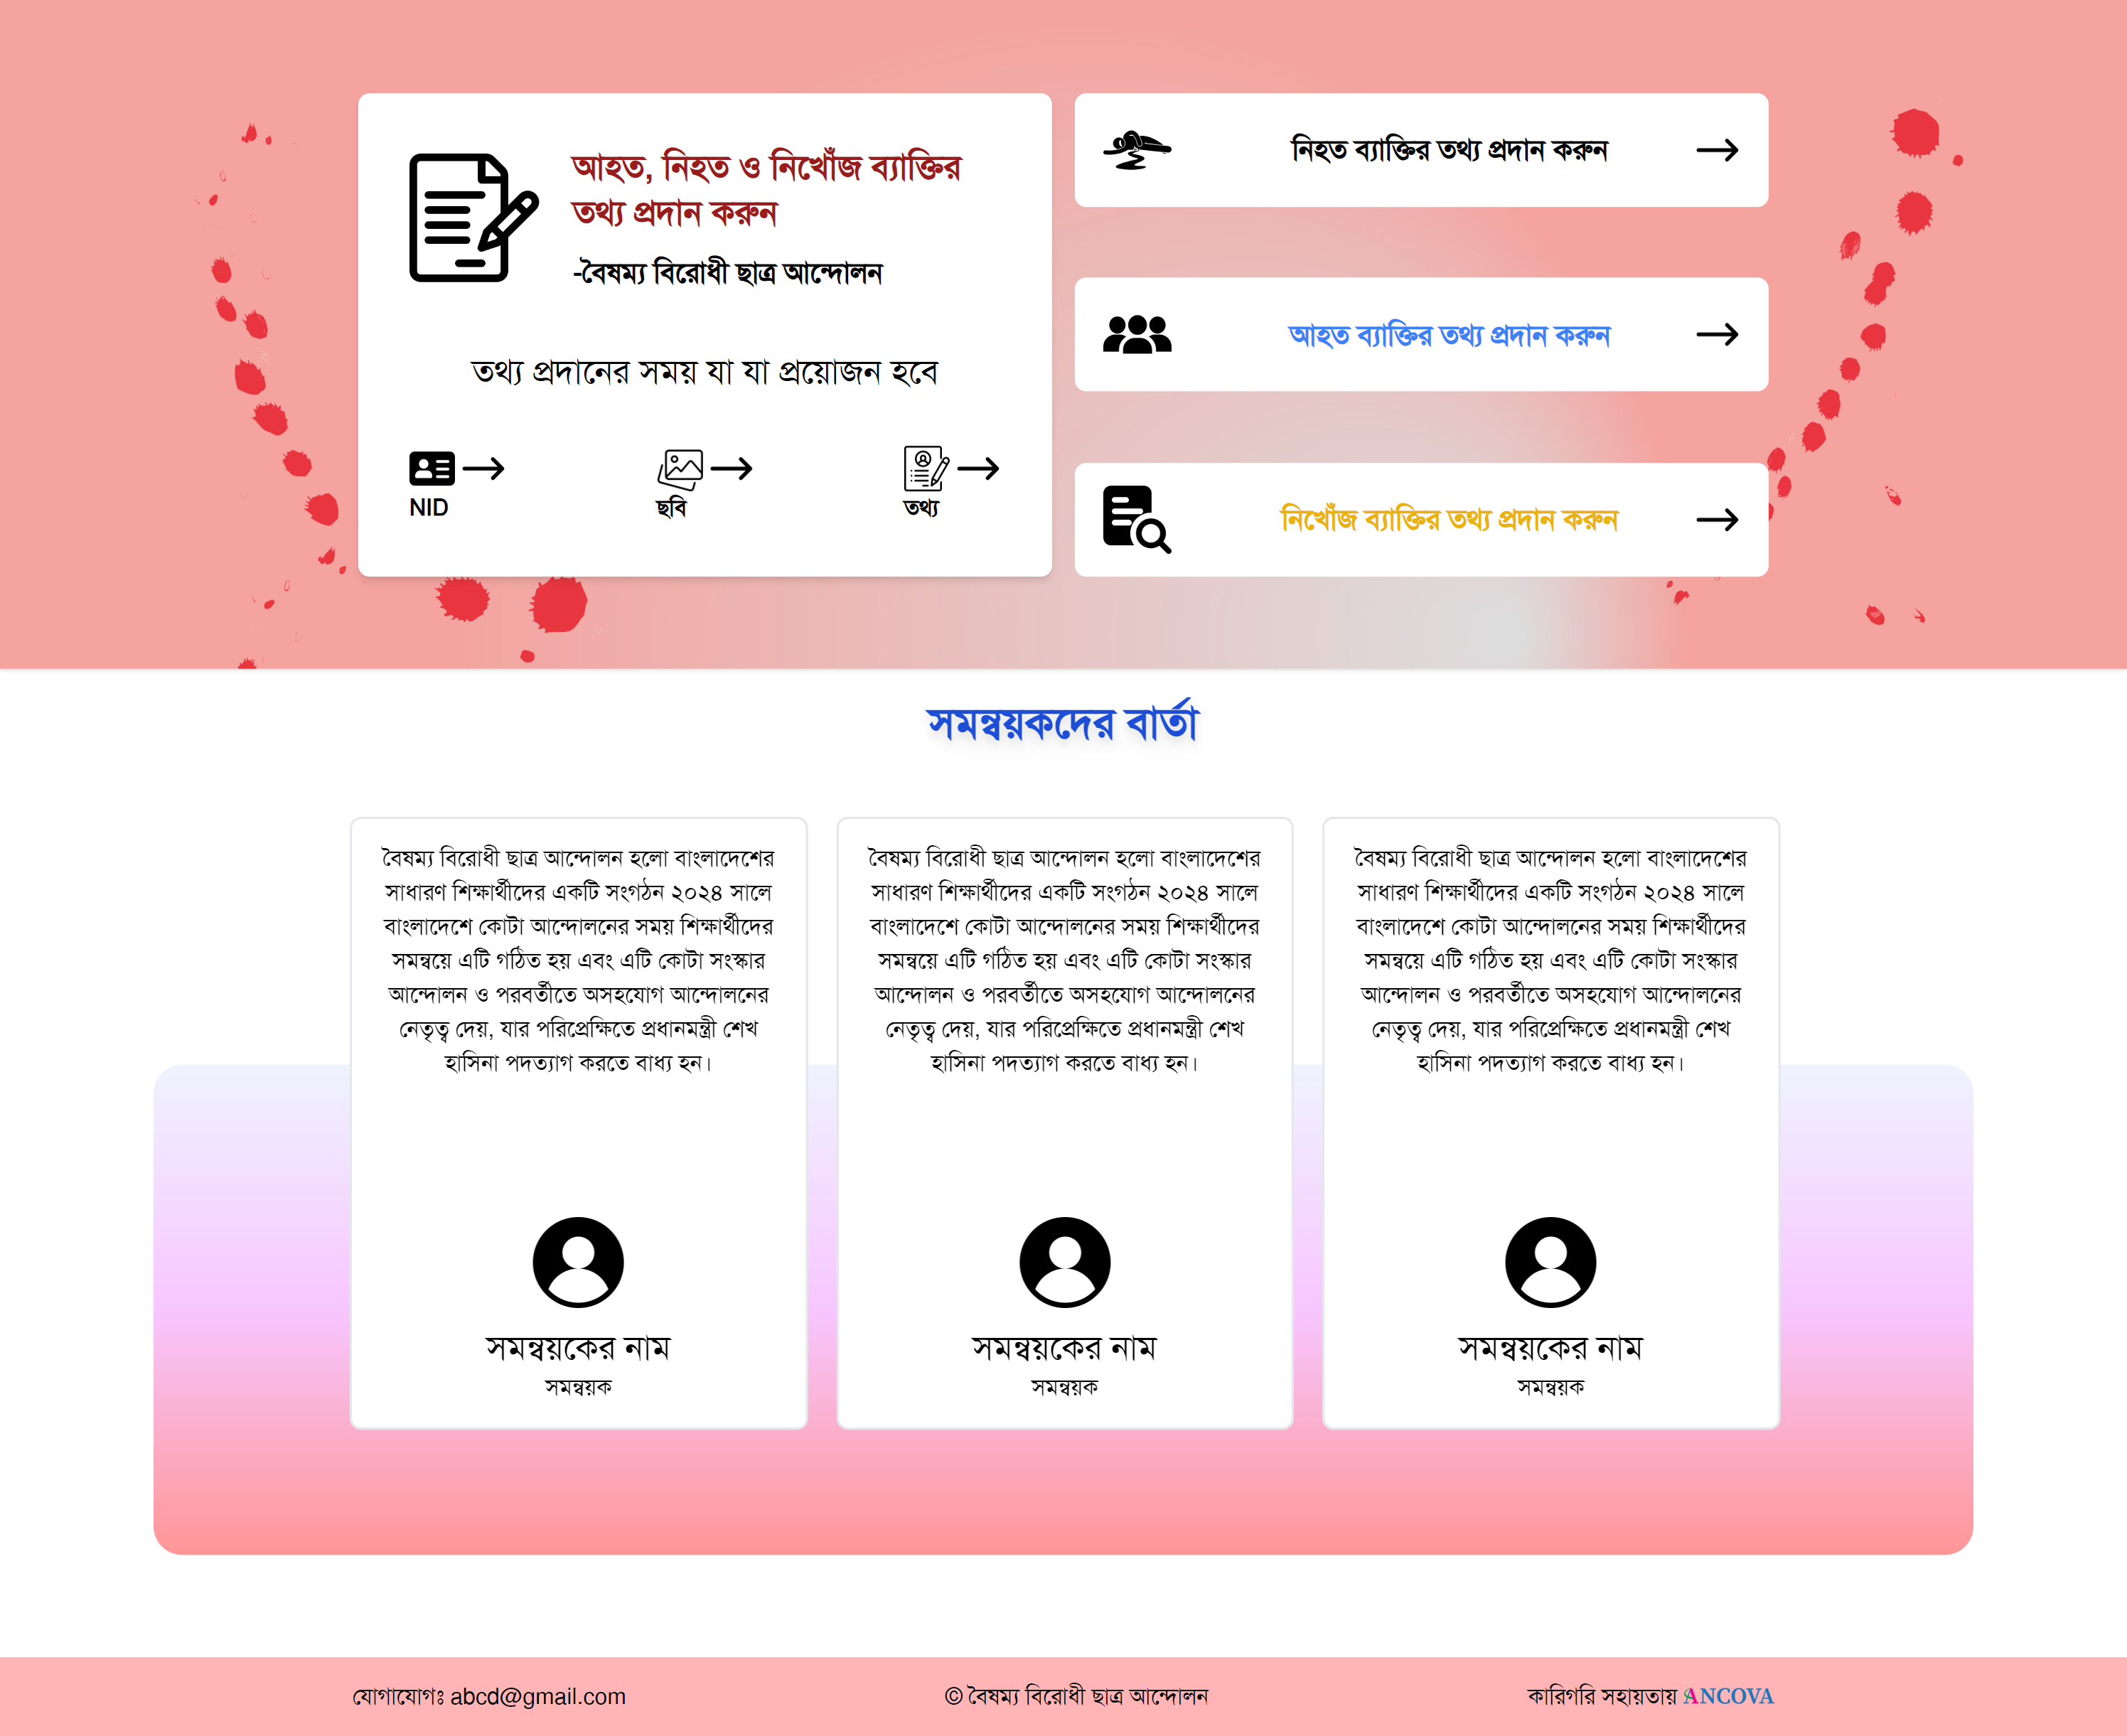 আহত, নিহত ও নিখোঁজ ব্যাক্তির
তথ্য প্রদান করুন
-বৈষম্য বিরোধী ছাত্র আন্দোলন
তথ্য প্রদানের সময় যা যা প্রয়োজন হবে
NID
ছবি
তথ্য
নিহত ব্যাক্তির তথ্য প্রদান করুন
আহত ব্যাক্তির তথ্য প্রদান করুন
নিখোঁজ ব্যাক্তির তথ্য প্রদান করুন
সমন্বয়কদের বার্তা
বৈষম্য বিরোধী ছাত্র আন্দোলন হলো বাংলাদেশের
সাধারণ শিক্ষার্থীদের একটি সংগঠন ২০২৪ সালে
বাংলাদেশে কোটা আন্দোলনের সময় শিক্ষার্থীদের
সমন্বয়ে এটি গঠিত হয় এবং এটি কোটা সংস্কার
আন্দোলন ও পরবর্তীতে অসহযোগ আন্দোলনের
নেতৃত্ব দেয়, যার পরিপ্রেক্ষিতে প্রধানমন্ত্রী শেখ
হাসিনা পদত্যাগ করতে বাধ্য হন।
সমন্বয়কের নাম
সমন্বয়ক
বৈষম্য বিরোধী ছাত্র আন্দোলন হলো বাংলাদেশের
সাধারণ শিক্ষার্থীদের একটি সংগঠন ২০২৪ সালে
বাংলাদেশে কোটা আন্দোলনের সময় শিক্ষার্থীদের
সমন্বয়ে এটি গঠিত হয় এবং এটি কোটা সংস্কার
আন্দোলন ও পরবর্তীতে অসহযোগ আন্দোলনের
নেতৃত্ব দেয়, যার পরিপ্রেক্ষিতে প্রধানমন্ত্রী শেখ
হাসিনা পদত্যাগ করতে বাধ্য হন।
সমন্বয়কের নাম
সমন্বয়ক
বৈষম্য বিরোধী ছাত্র আন্দোলন হলো বাংলাদেশের
সাধারণ শিক্ষার্থীদের একটি সংগঠন ২০২৪ সালে
বাংলাদেশে কোটা আন্দোলনের সময় শিক্ষার্থীদের
সমন্বয়ে এটি গঠিত হয় এবং এটি কোটা সংস্কার
আন্দোলন ও পরবর্তীতে অসহযোগ আন্দোলনের
নেতৃত্ব দেয়, যার পরিপ্রেক্ষিতে প্রধানমন্ত্রী শেখ
হাসিনা পদত্যাগ করতে বাধ্য হন।
সমন্বয়কের নাম
সমন্বয়ক
যোগাযোগঃ abcd@gmail.com
© বৈষম্য বিরোধী ছাত্র আন্দোলন
কারিগরি সহায়তায় ANCOVA